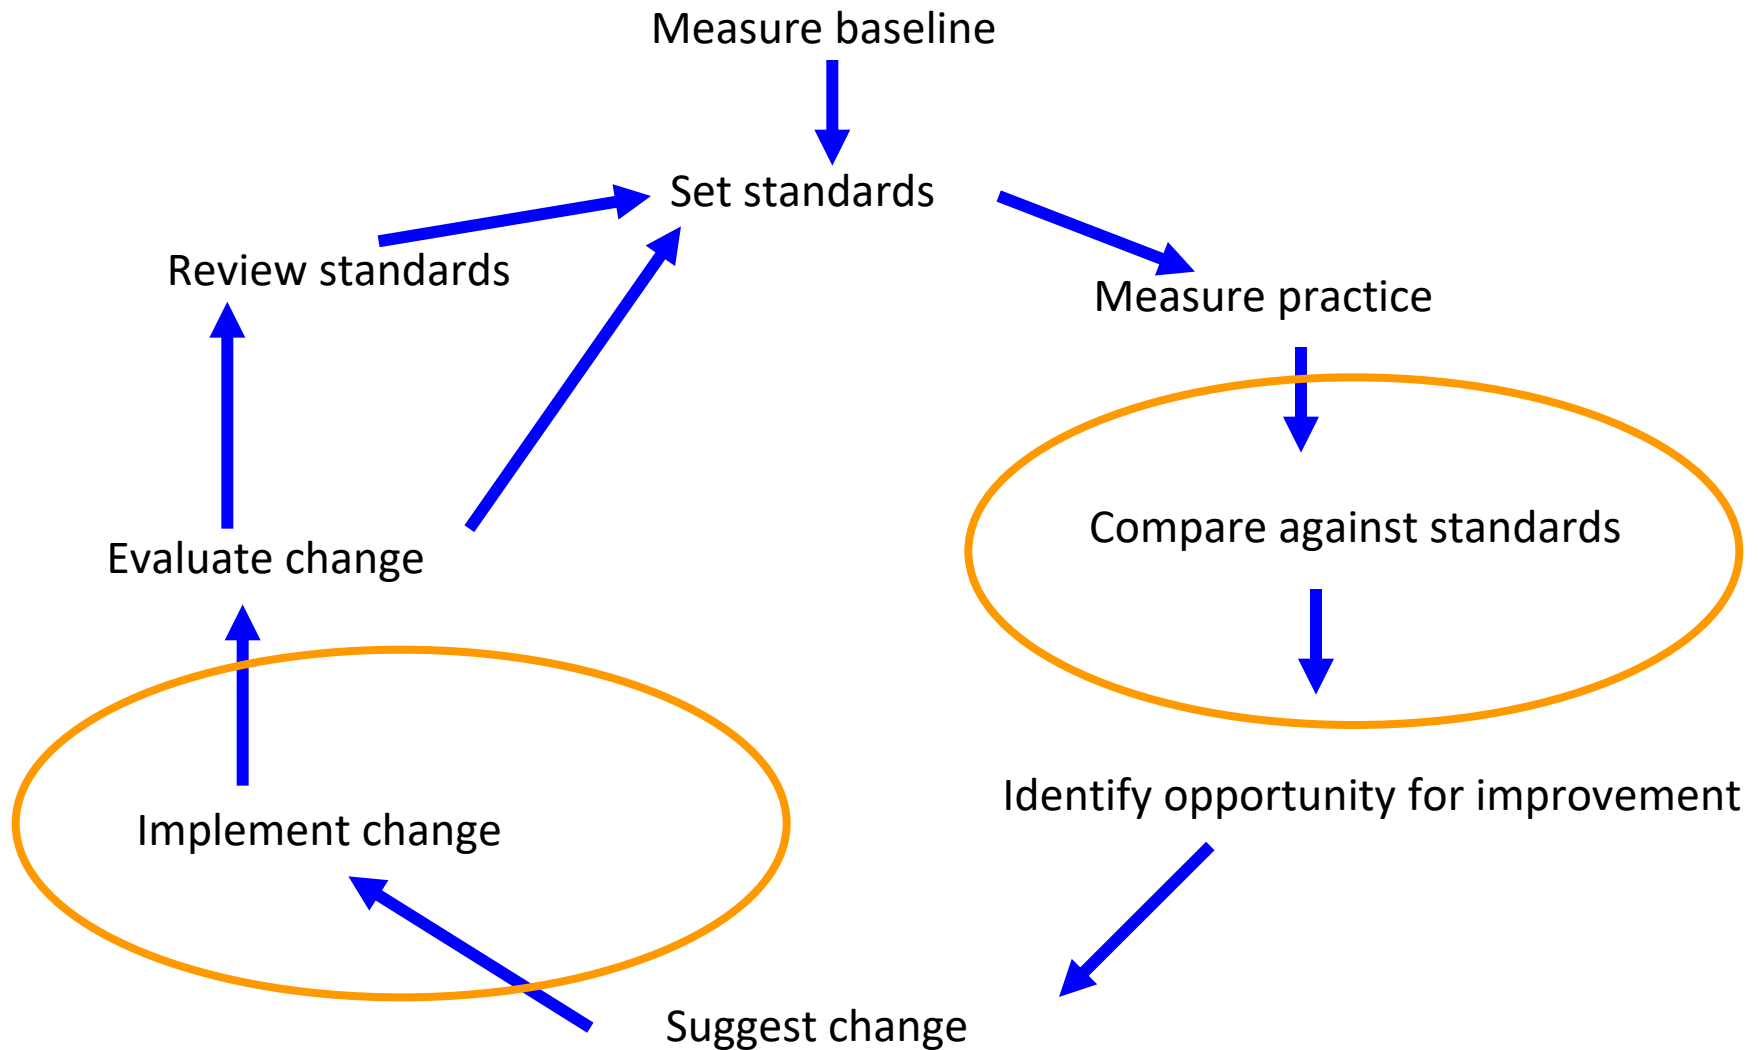 Measure baseline
Set standards
Review standards
Measure practice
Compare against standards
Evaluate change
Identify opportunity for improvement
Implement change
Suggest change